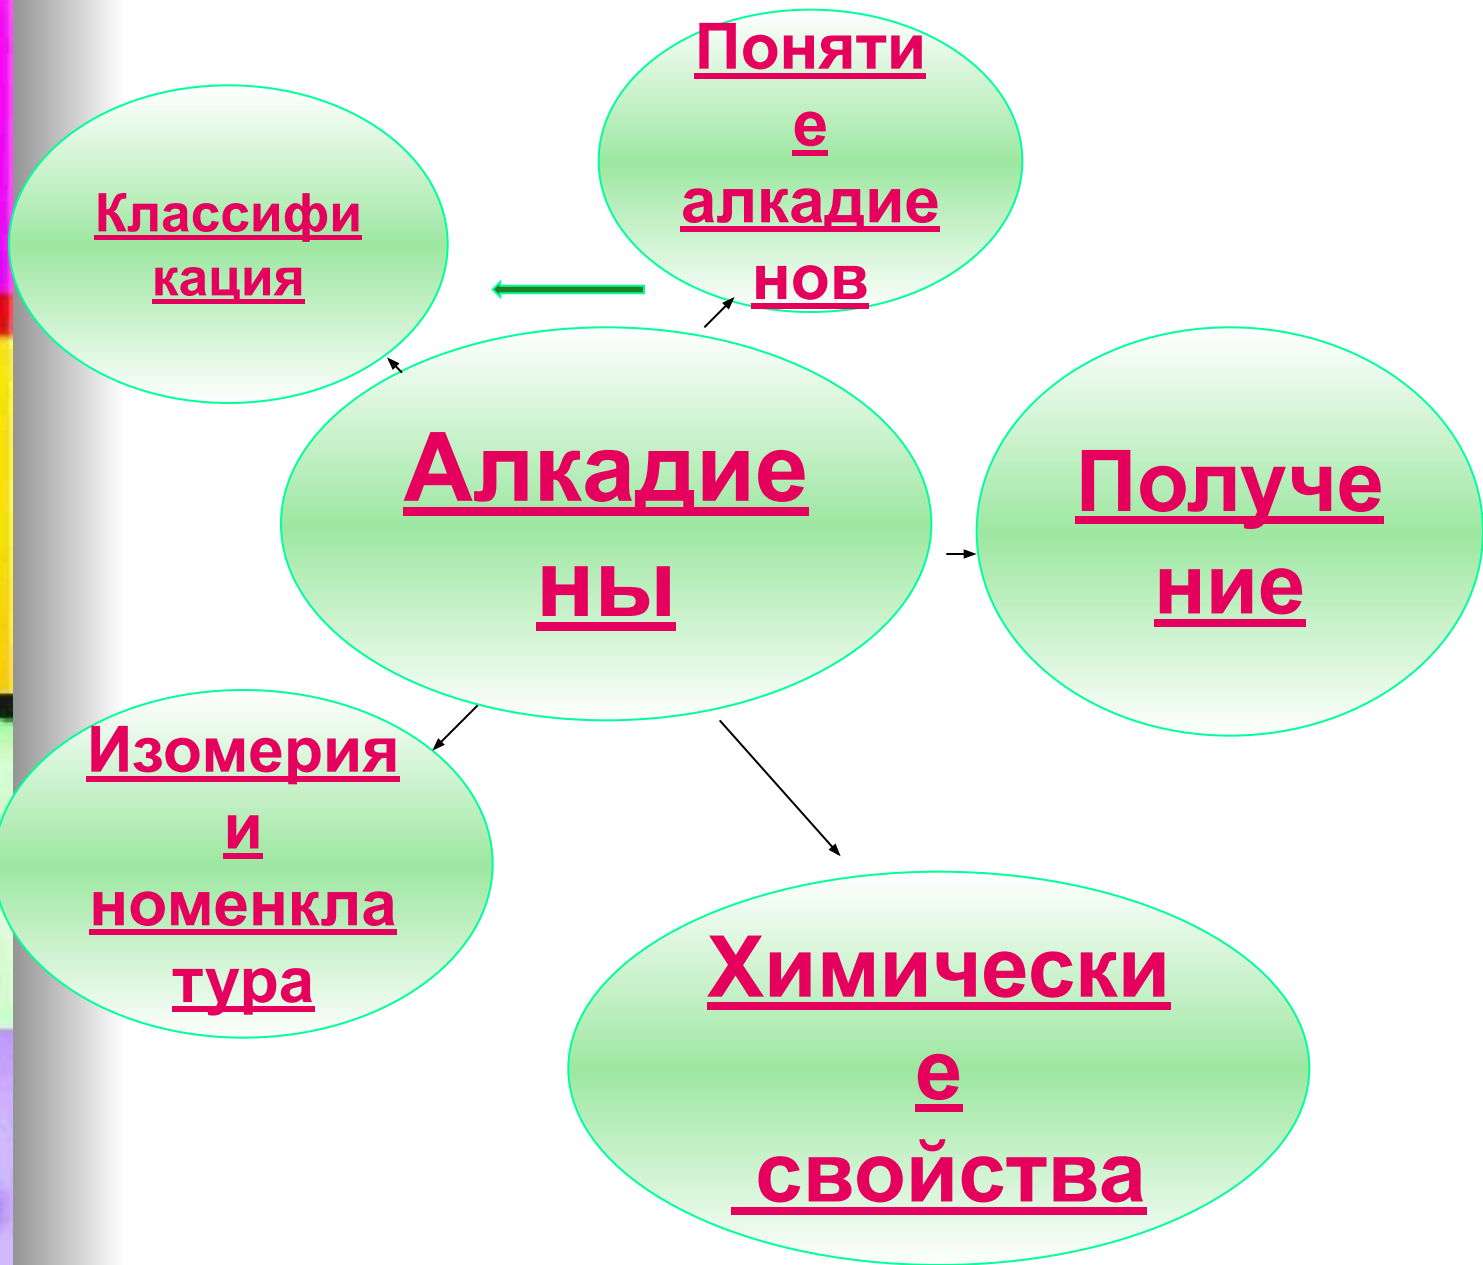 Поняти
е
алкадие
нов
Классифи
кация
Алкадие
ны
Получе
ние
Изомерия
и
номенкла
тура
Химически
е
свойства